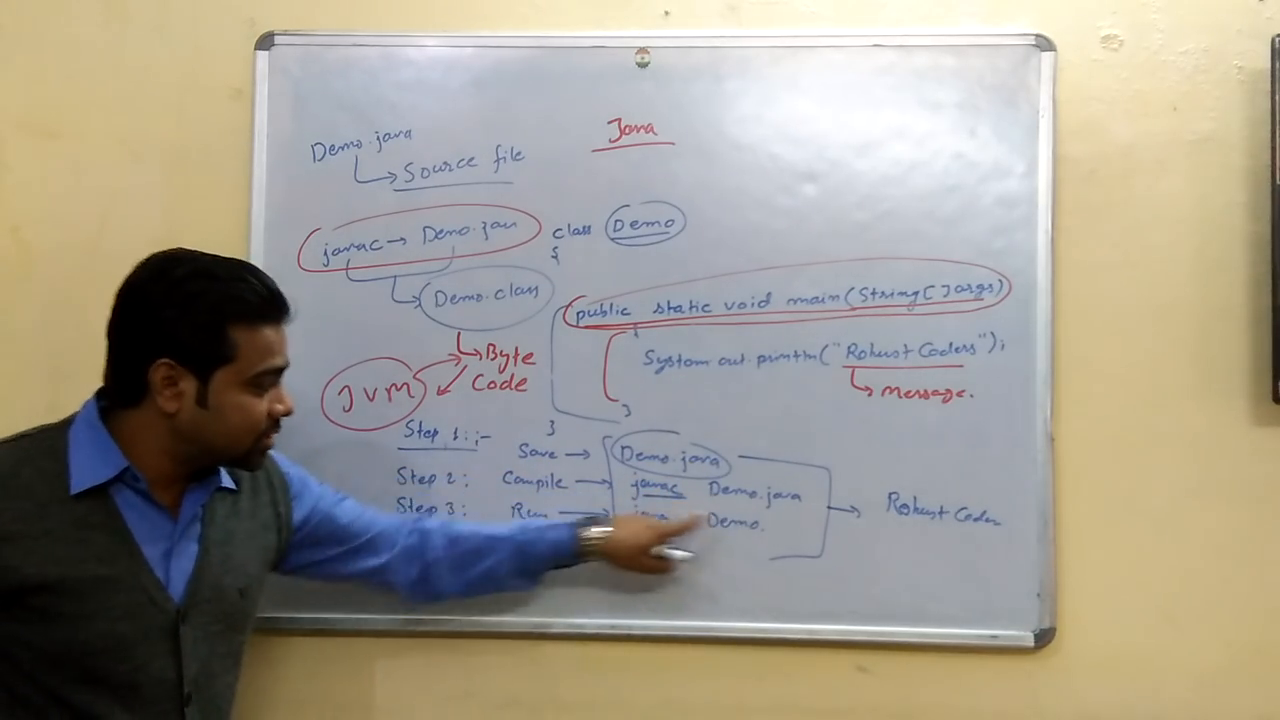 Java
Demo.java
Source file
javac → Demo.java
Demo.class
Byte
Code
JVM
class Demo
{
public static void main(String[]args)
{
System.out.println("Robust Coders");
message.
}
}
Step 1:- Save → Demo.java
Step 2: Compile → javac Demo.java
Step 3: Run → java Demo.
Robust Coders